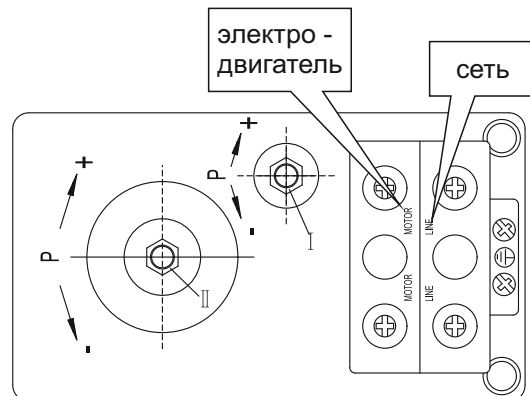 электро -
двигатель
сеть
+
P
-
I
+
P
-
II
MOTOR
LINE
MOTOR
LINE